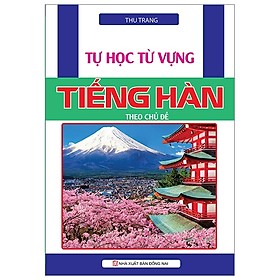 THU TRANG
TỰ HỌC TỪ VỰNG
TIẾNG HÀN
THEO CHỦ ĐỀ
NHÀ XUẤT BẢN ĐỒNG NAI